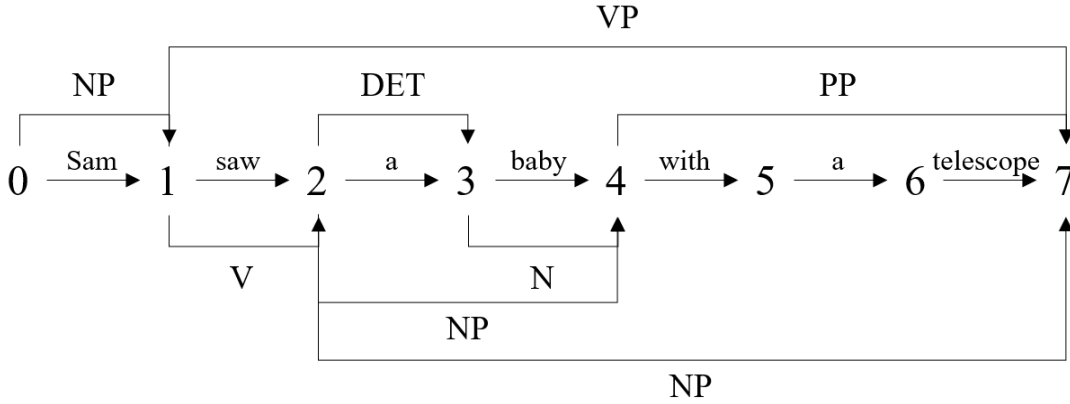 VP
NP DET PP
Sam saw a baby with a telescope
0 1 2 3 4 5 6 7
V N
NP
NP